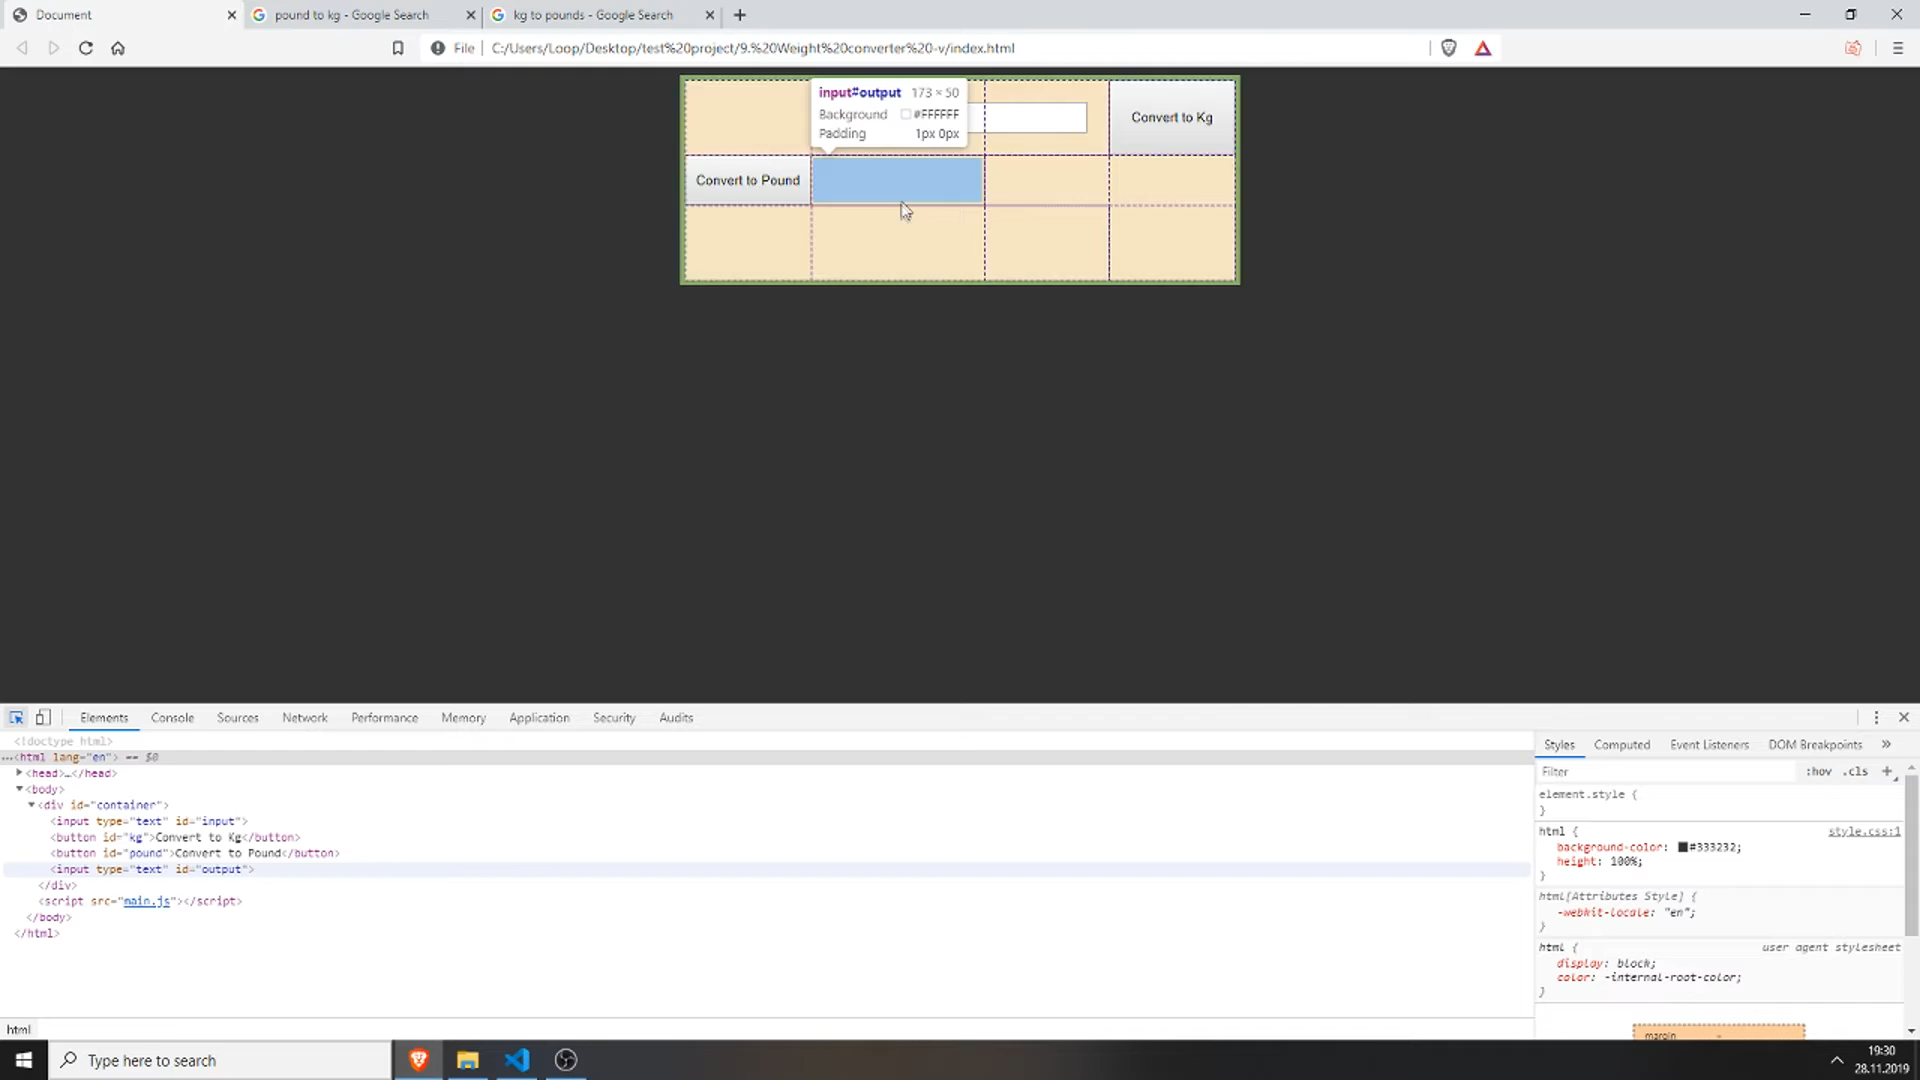 Document
pound to kg - Google Search
kg to pounds - Google Search
File
C:/Users/Loop/Desktop/test%20project/9.%20Weight%20converter%20-v/index.html
input#output 173 × 50
Background #FFFFFF
Padding 1px 0px
Convert to Kg
Convert to Pound
Elements Console Sources Network Performance Memory Application Security Audits
<!doctype html>
…<html lang="en"> == $0
<head>…</head>
<body>
<div id="container">
<input type="text" id="input">
<button id="kg">Convert to Kg</button>
<button id="pound">Convert to Pound</button>
<input type="text" id="output">
</div>
<script src="main.js"></script>
</body>
</html>
html
Styles Computed Event Listeners DOM Breakpoints »
Filter :hov .cls +
element.style {
}
html { style.css:1
background-color: #333232;
height: 100%;
}
html[Attributes Style] {
-webkit-locale: "en";
}
html { user agent stylesheet
display: block;
color: -internal-root-color;
}
margin -
Type here to search
19:30
28.11.2019